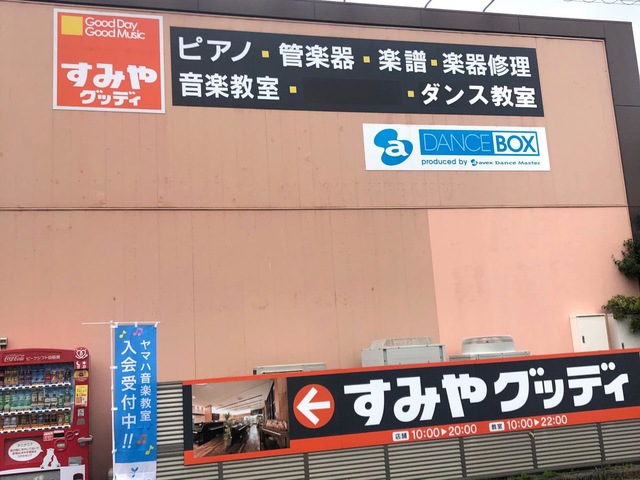 Good Day
Good Music
すみや
グッディ
ピアノ・管楽器・楽譜・楽器修理
音楽教室・ ・ダンス教室
a DANCE BOX
produced by avex Dance Master
ヤマハ音楽教室
入会受付中!!
すみやグッディ
店舗 10:00▶20:00 教室 10:00▶22:00